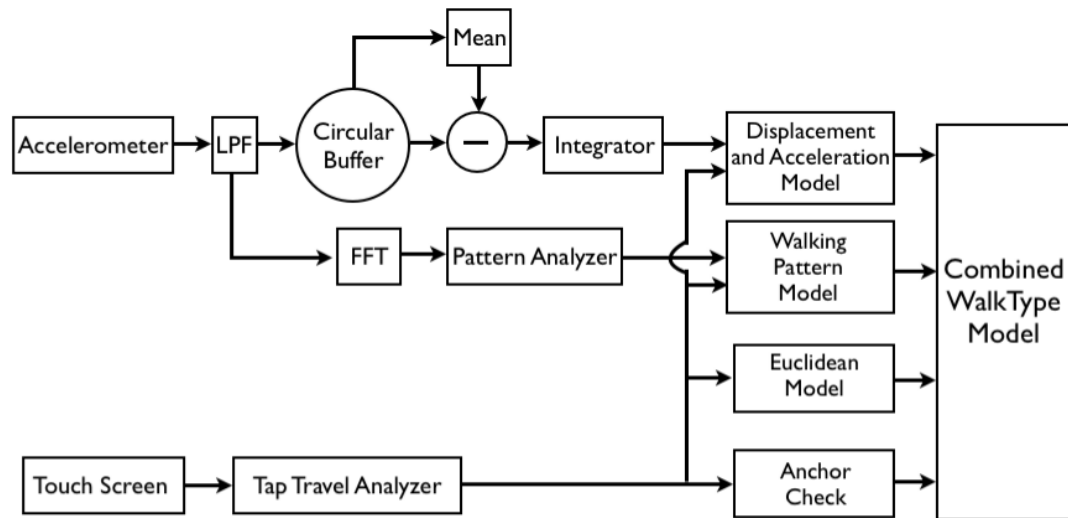 Mean
Accelerometer
LPF
Circular
Buffer
−
Integrator
Displacement
and Acceleration
Model
FFT
Pattern Analyzer
Walking
Pattern
Model
Combined
WalkType
Model
Euclidean
Model
Touch Screen
Tap Travel Analyzer
Anchor
Check